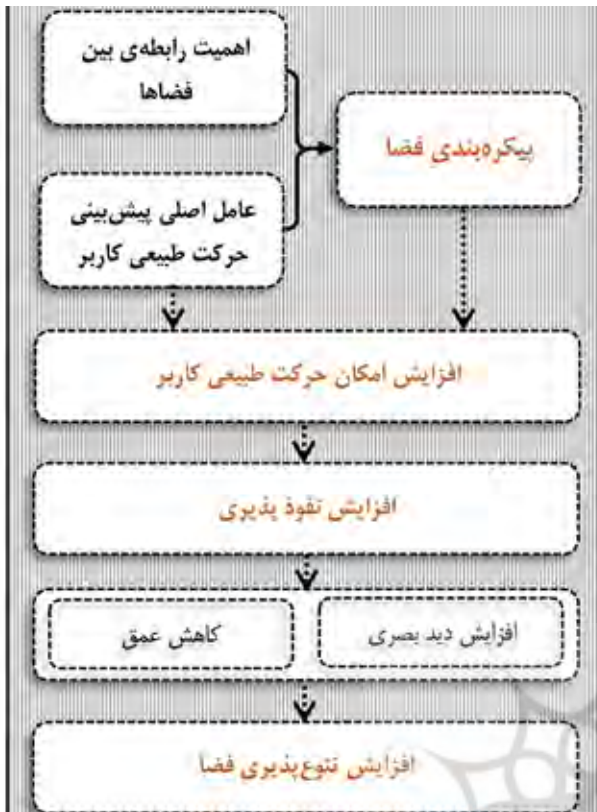 اهمیت رابطه‌ی بین
فضاها
پیکره‌بندی فضا
عامل اصلی پیش‌بینی
حرکت طبیعی کاربر
افزایش امکان حرکت طبیعی کاربر
افزایش نفوذ پذیری
افزایش دید بصری
کاهش عمق
افزایش تنوع‌پذیری فضا